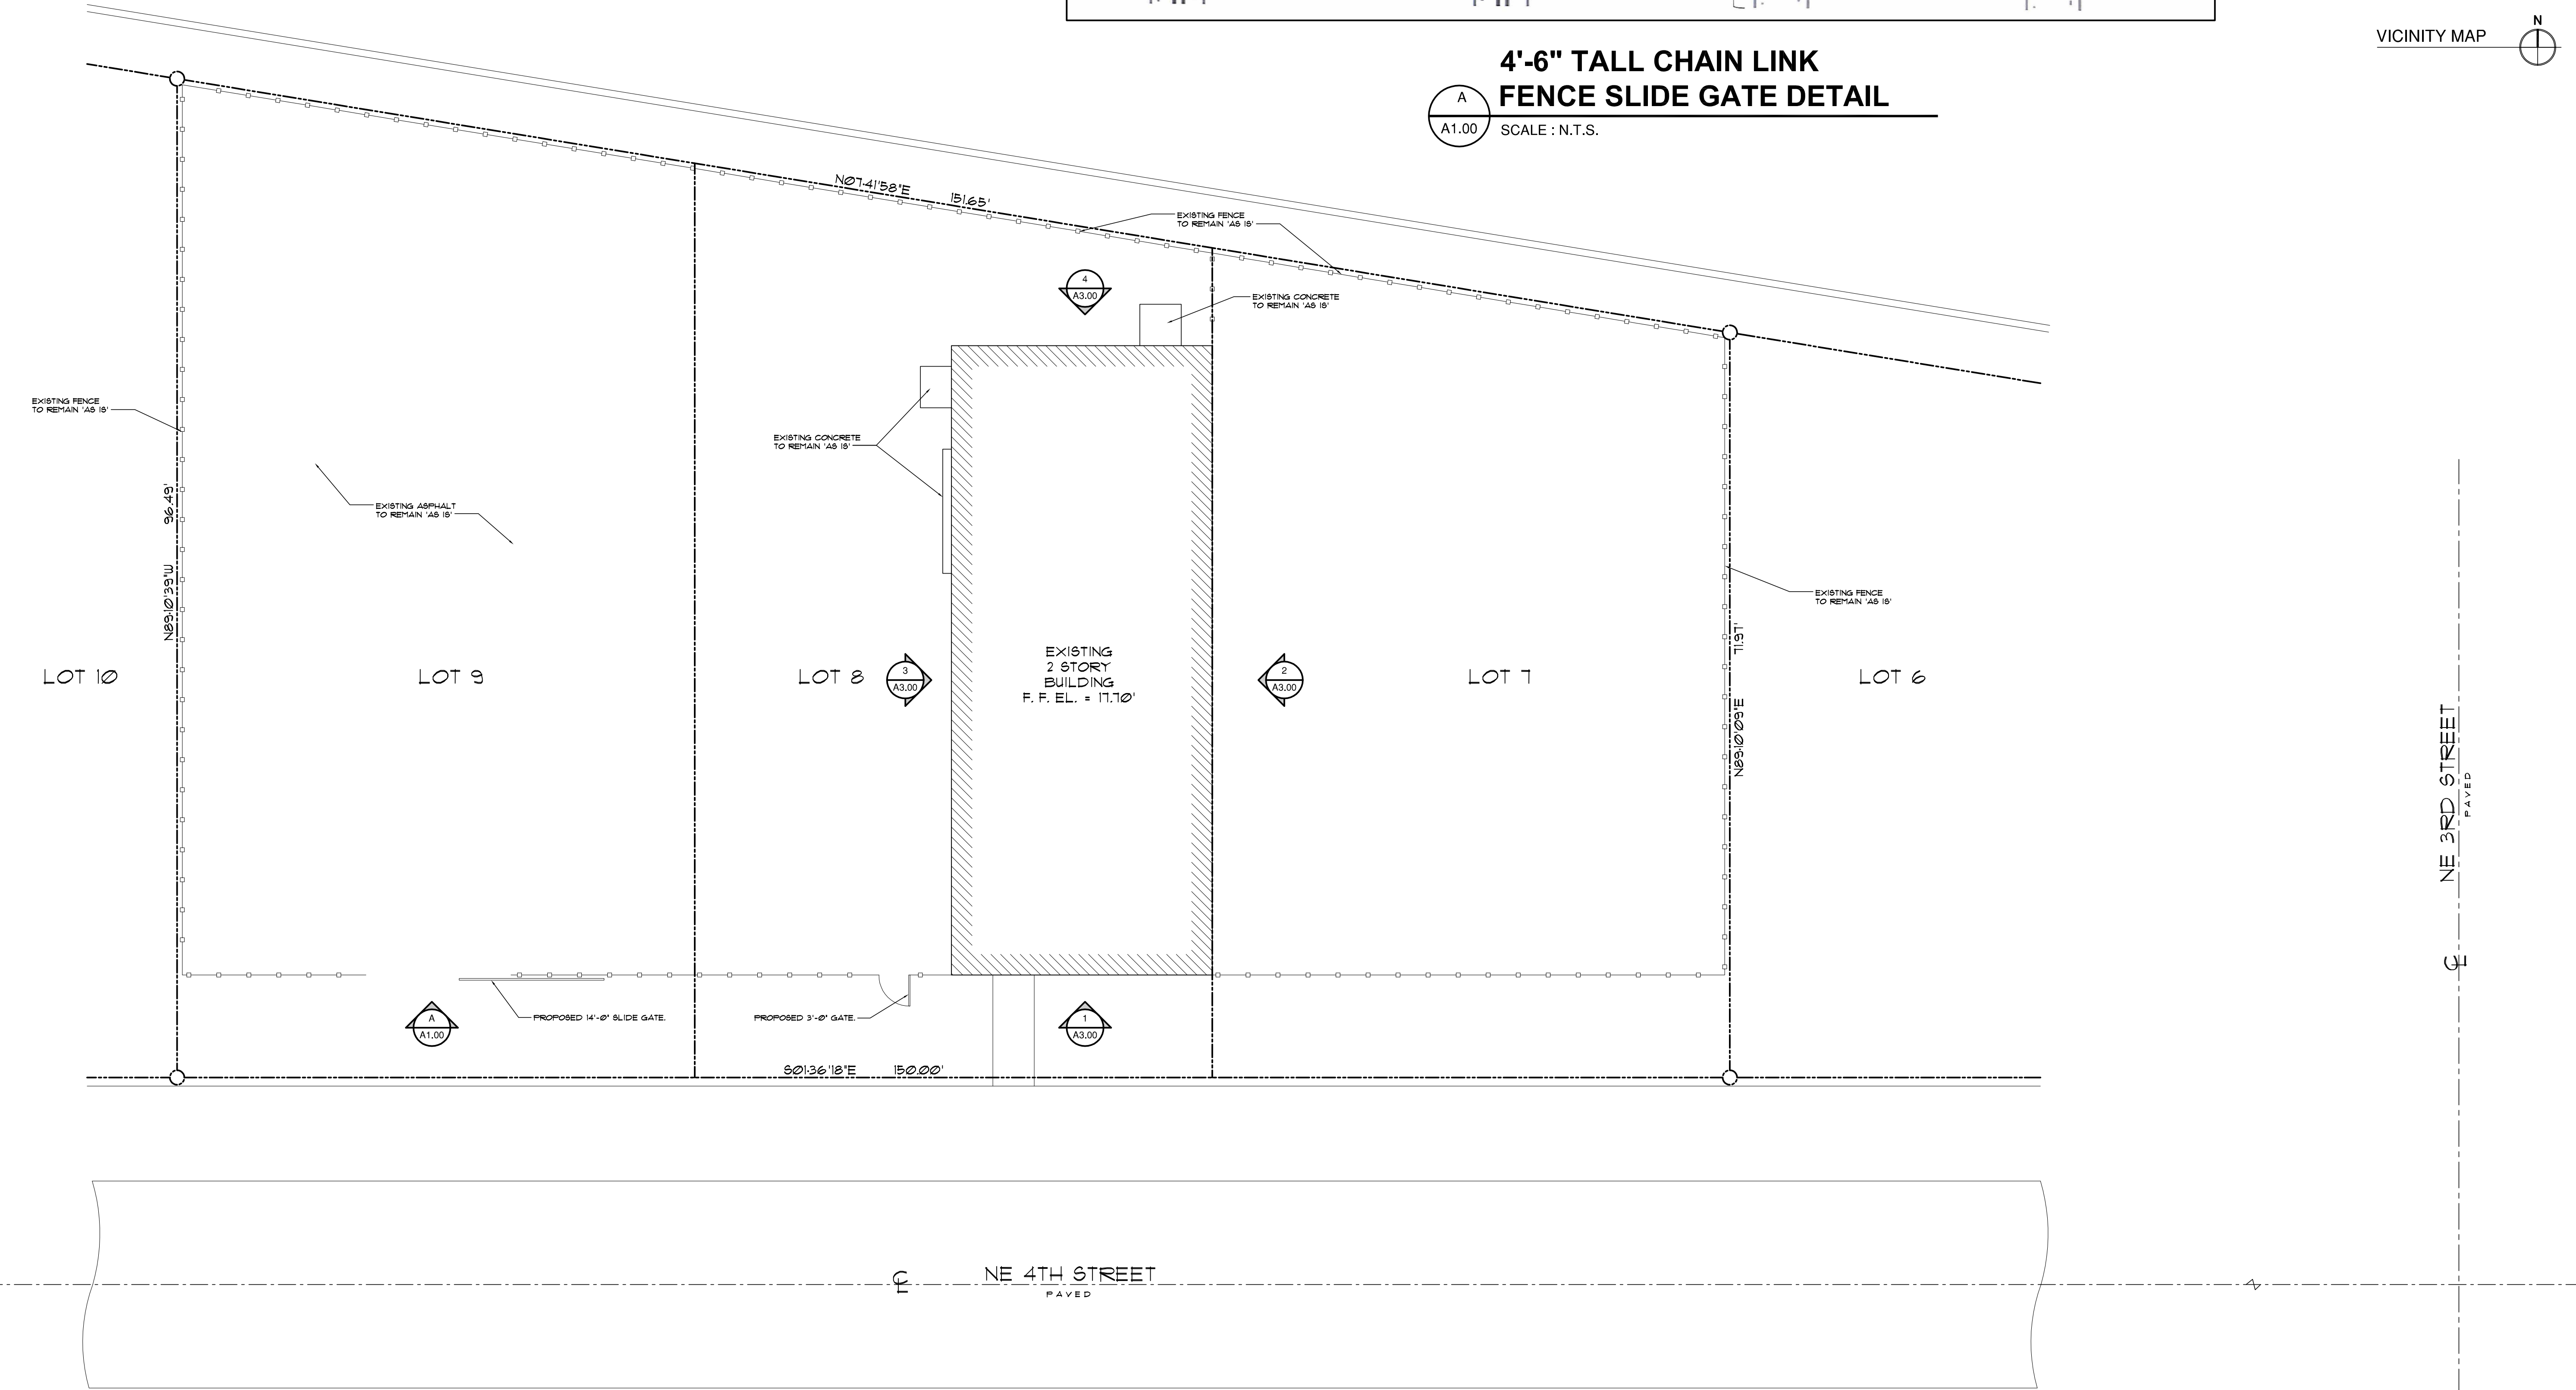 N
VICINITY MAP
4'-6" TALL CHAIN LINK
FENCE SLIDE GATE DETAIL
A
A1.00
SCALE : N.T.S.
N07•41'58"E 151.65'
EXISTING FENCE
TO REMAIN 'AS IS'
4
A3.00
EXISTING CONCRETE
TO REMAIN 'AS IS'
EXISTING FENCE
TO REMAIN 'AS IS'
EXISTING CONCRETE
TO REMAIN 'AS IS'
EXISTING ASPHALT
TO REMAIN 'AS IS'
N89•10'39"W 96.49'
EXISTING FENCE
TO REMAIN 'AS IS'
N89•10'09"E 71.97'
LOT 10
LOT 9
LOT 8
3
A3.00
EXISTING
2 STORY
BUILDING
F. F. EL. = 17.70'
2
A3.00
LOT 7
LOT 6
NE 3RD STREET
PAVED
CL
PROPOSED 14'-0" SLIDE GATE.
PROPOSED 3'-0" GATE.
A
A1.00
1
A3.00
S01•36'18"E 150.00'
CL
NE 4TH STREET
PAVED